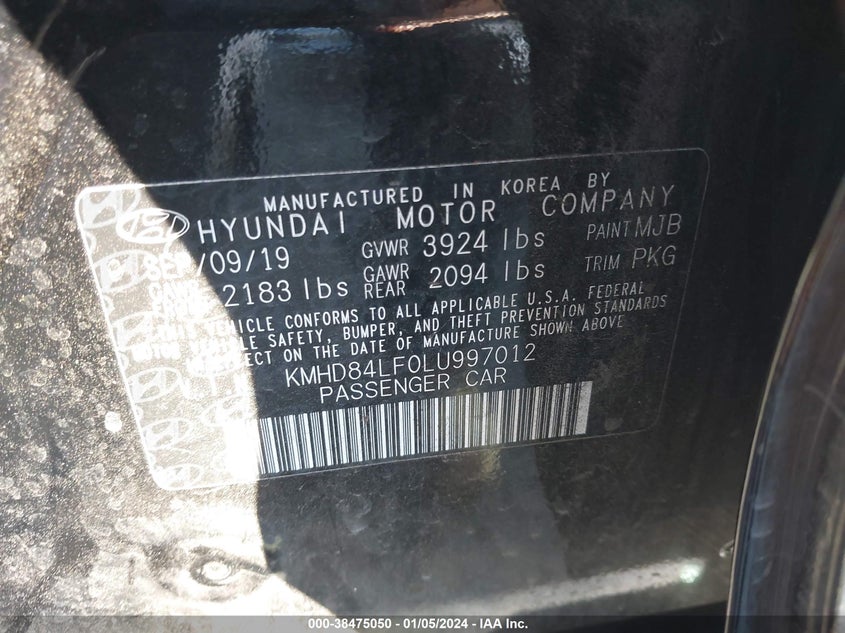 MANUFACTURED IN KOREA BY
HYUNDAI MOTOR COMPANY
/09/19 GVWR 3924 lbs PAINT MJB
2183 lbs GAWR REAR 2094 lbs TRIM PKG
VEHICLE CONFORMS TO ALL APPLICABLE U.S.A. FEDERAL
SAFETY, BUMPER, AND THEFT PREVENTION STANDARDS
ON THE DATE OF MANUFACTURE SHOWN ABOVE
KMHD84LF0LU997012
PASSENGER CAR
000-38475050 - 01/05/2024 - IAA Inc.